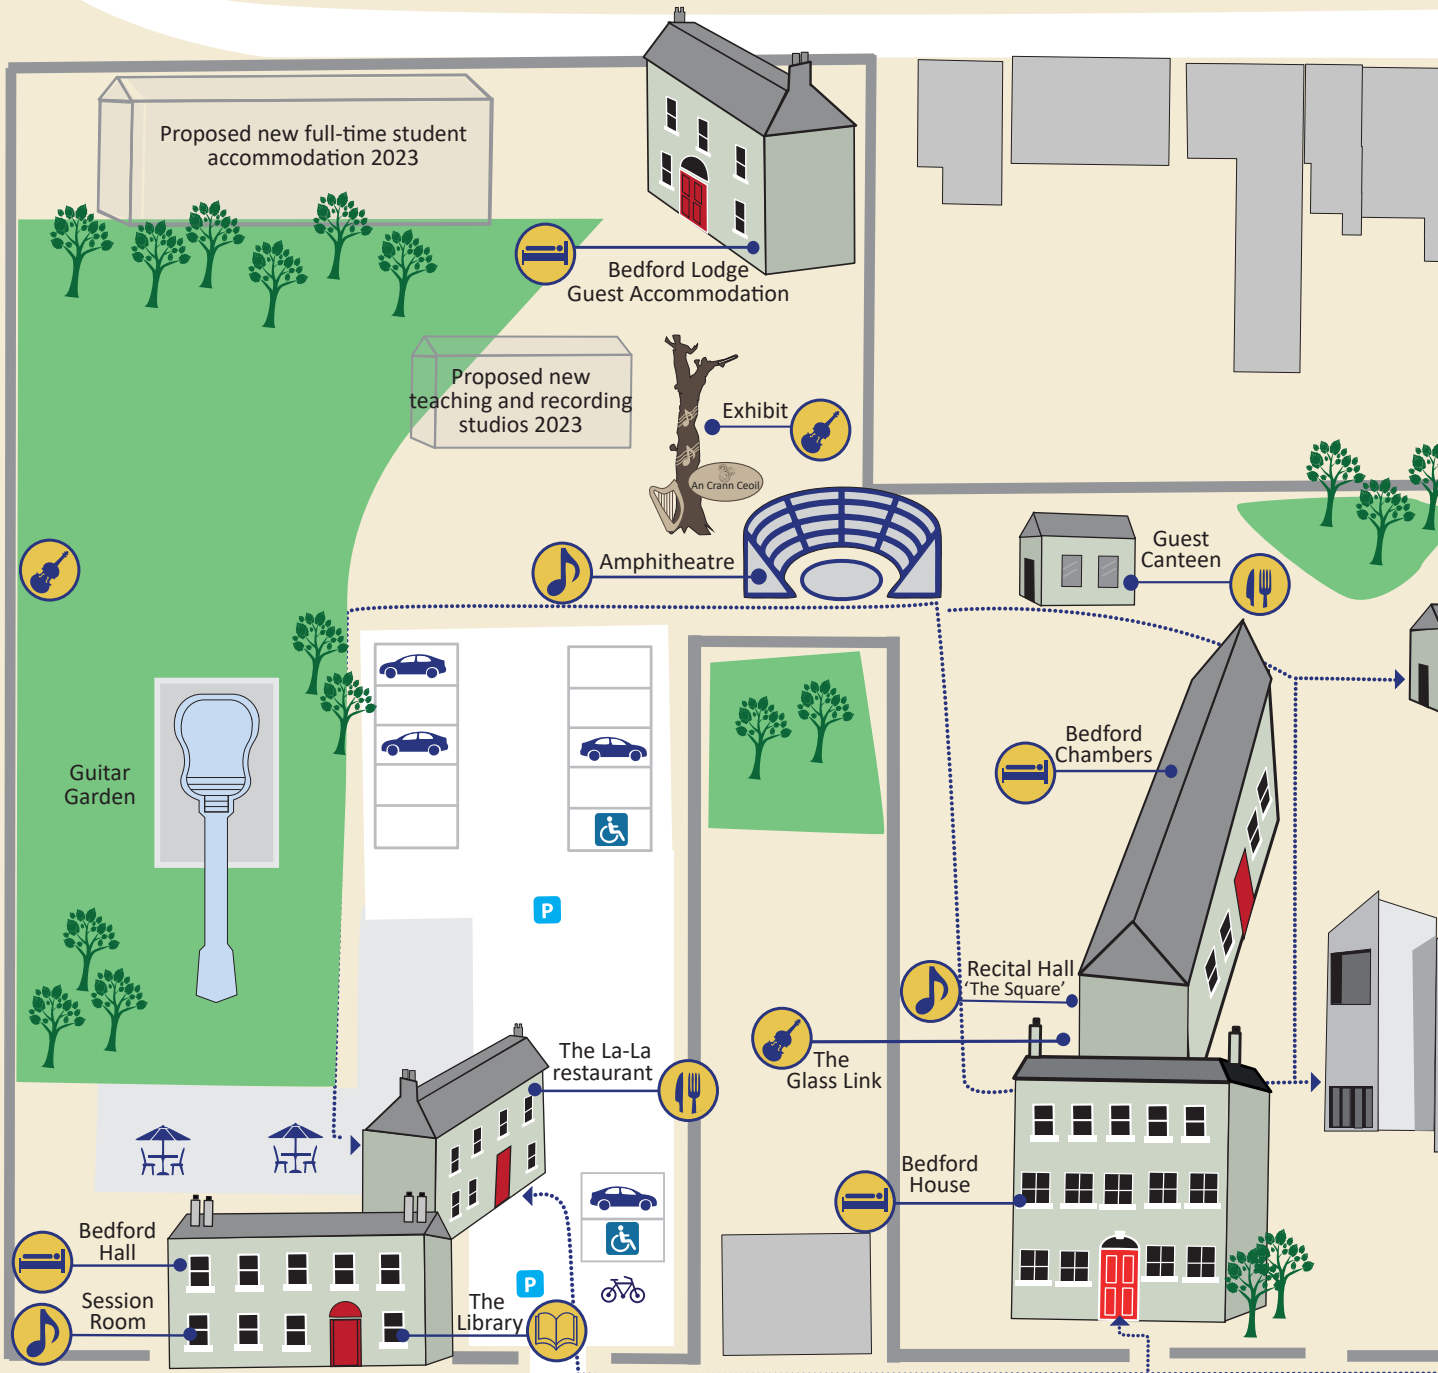 Proposed new full-time student
accommodation 2023
Bedford Lodge
Guest Accommodation
Proposed new
teaching and recording
studios 2023
Exhibit
An Crann Ceoil
Amphitheatre
Guest
Canteen
Guitar
Garden
Bedford
Chambers
P
Recital Hall
'The Square'
The
Glass Link
The La-La
restaurant
Bedford
House
Bedford
Hall
Session
Room
P
The
Library